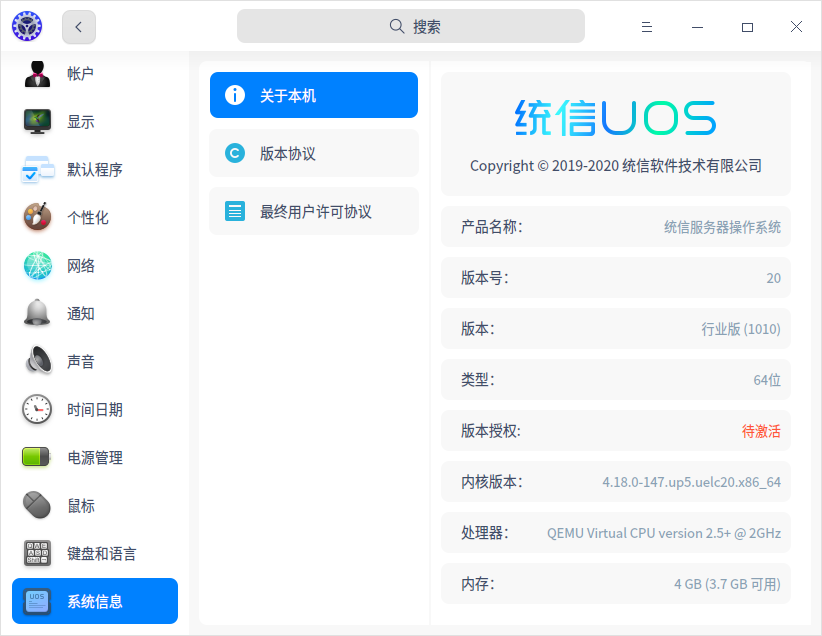 搜索
帐户
显示
默认程序
个性化
网络
通知
声音
时间日期
电源管理
鼠标
键盘和语言
系统信息
关于本机
版本协议
最终用户许可协议
统信UOS
Copyright © 2019-2020 统信软件技术有限公司
产品名称： 统信服务器操作系统
版本号： 20
版本： 行业版 (1010)
类型： 64位
版本授权: 待激活
内核版本： 4.18.0-147.up5.uelc20.x86_64
处理器： QEMU Virtual CPU version 2.5+ @ 2GHz
内存： 4 GB (3.7 GB 可用)